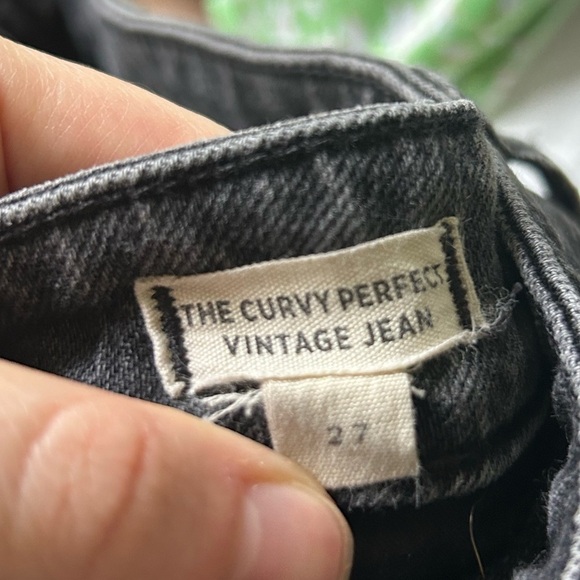 THE CURVY PERFECT
VINTAGE JEAN
27